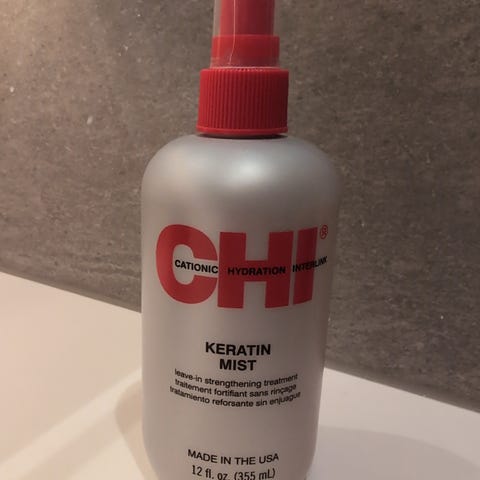 CHI®
CATIONIC HYDRATION INTERLINK
KERATIN
MIST
leave-in strengthening treatment
traitement fortifiant sans rinçage
tratamiento reforsante sin enjuague
MADE IN THE USA
12 fl. oz. (355 mL)